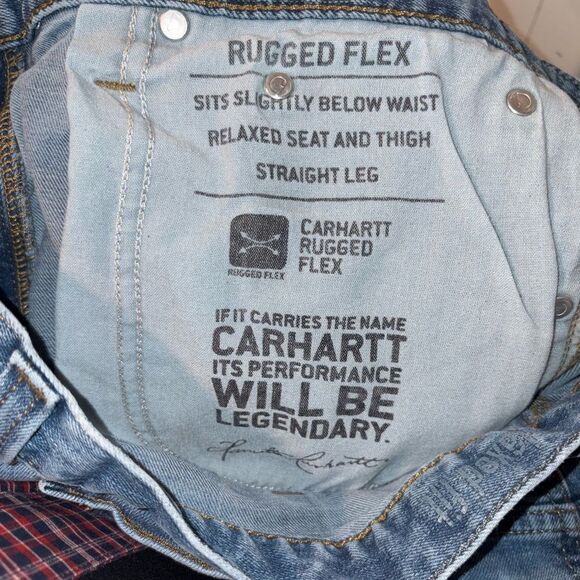 RUGGED FLEX
SITS SLIGHTLY BELOW WAIST
RELAXED SEAT AND THIGH
STRAIGHT LEG
CARHARTT
RUGGED
FLEX
RUGGED FLEX
IF IT CARRIES THE NAME
CARHARTT
ITS PERFORMANCE
WILL BE
LEGENDARY.